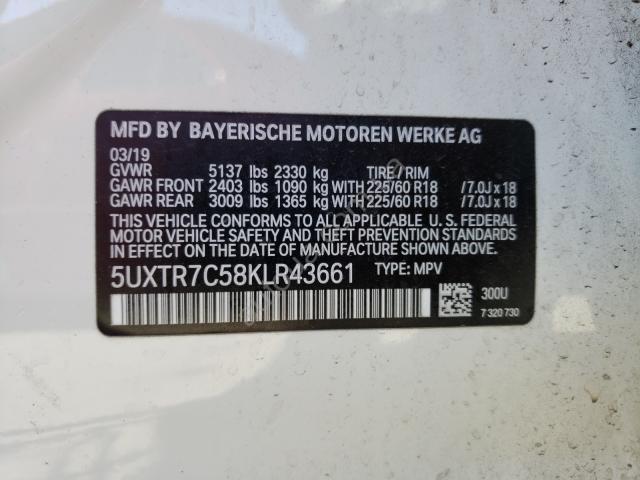 MFD BY BAYERISCHE MOTOREN WERKE AG
03/19
GVWR 5137 lbs 2330 kg TIRE/RIM
GAWR FRONT 2403 lbs 1090 kg WITH 225/60 R18 /7.0J x 18
GAWR REAR 3009 lbs 1365 kg WITH 225/60 R18 /7.0J x 18
THIS VEHICLE CONFORMS TO ALL APPLICABLE U. S. FEDERAL
MOTOR VEHICLE SAFETY, BUMPER AND THEFT PREVENTION STANDARDS
IN EFFECT ON THE DATE OF MANUFACTURE SHOWN ABOVE.
5UXTR7C58KLR43661 TYPE: MPV
300U
7 320 730